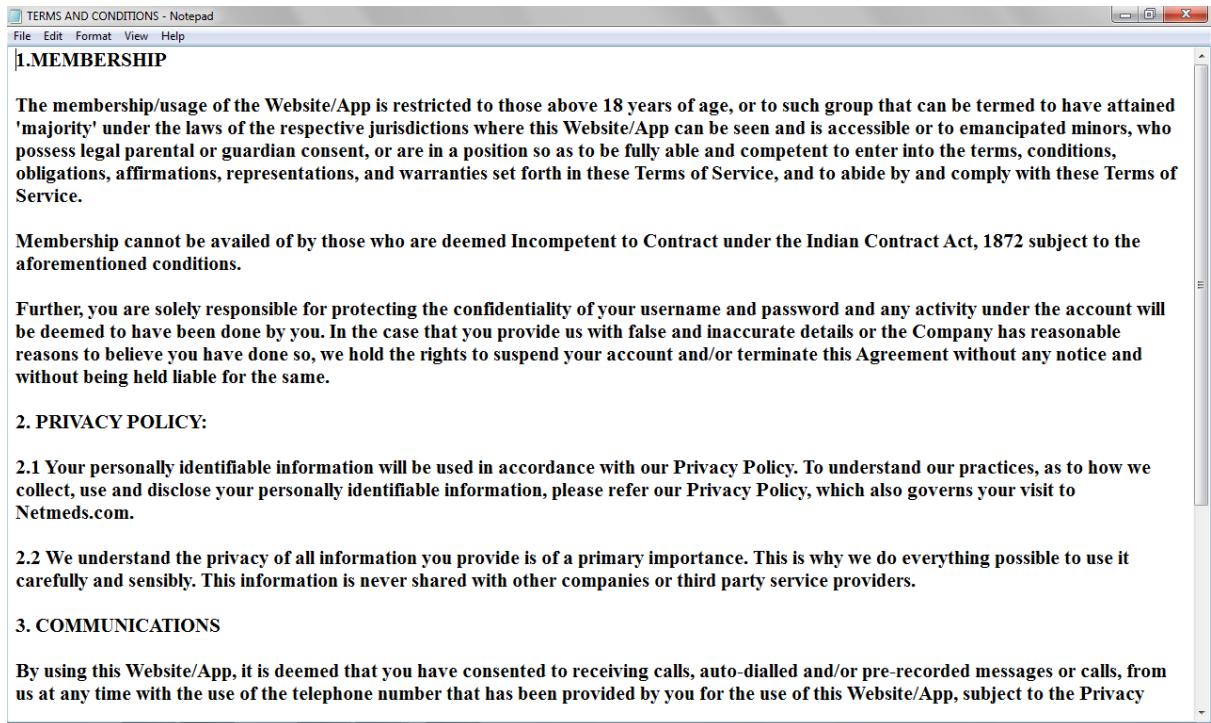 TERMS AND CONDITIONS - Notepad
File Edit Format View Help
1.MEMBERSHIP
The membership/usage of the Website/App is restricted to those above 18 years of age, or to such group that can be termed to have attained
'majority' under the laws of the respective jurisdictions where this Website/App can be seen and is accessible or to emancipated minors, who
possess legal parental or guardian consent, or are in a position so as to be fully able and competent to enter into the terms, conditions,
obligations, affirmations, representations, and warranties set forth in these Terms of Service, and to abide by and comply with these Terms of
Service.
Membership cannot be availed of by those who are deemed Incompetent to Contract under the Indian Contract Act, 1872 subject to the
aforementioned conditions.
Further, you are solely responsible for protecting the confidentiality of your username and password and any activity under the account will
be deemed to have been done by you. In the case that you provide us with false and inaccurate details or the Company has reasonable
reasons to believe you have done so, we hold the rights to suspend your account and/or terminate this Agreement without any notice and
without being held liable for the same.
2. PRIVACY POLICY:
2.1 Your personally identifiable information will be used in accordance with our Privacy Policy. To understand our practices, as to how we
collect, use and disclose your personally identifiable information, please refer our Privacy Policy, which also governs your visit to
Netmeds.com.
2.2 We understand the privacy of all information you provide is of a primary importance. This is why we do everything possible to use it
carefully and sensibly. This information is never shared with other companies or third party service providers.
3. COMMUNICATIONS
By using this Website/App, it is deemed that you have consented to receiving calls, auto-dialled and/or pre-recorded messages or calls, from
us at any time with the use of the telephone number that has been provided by you for the use of this Website/App, subject to the Privacy